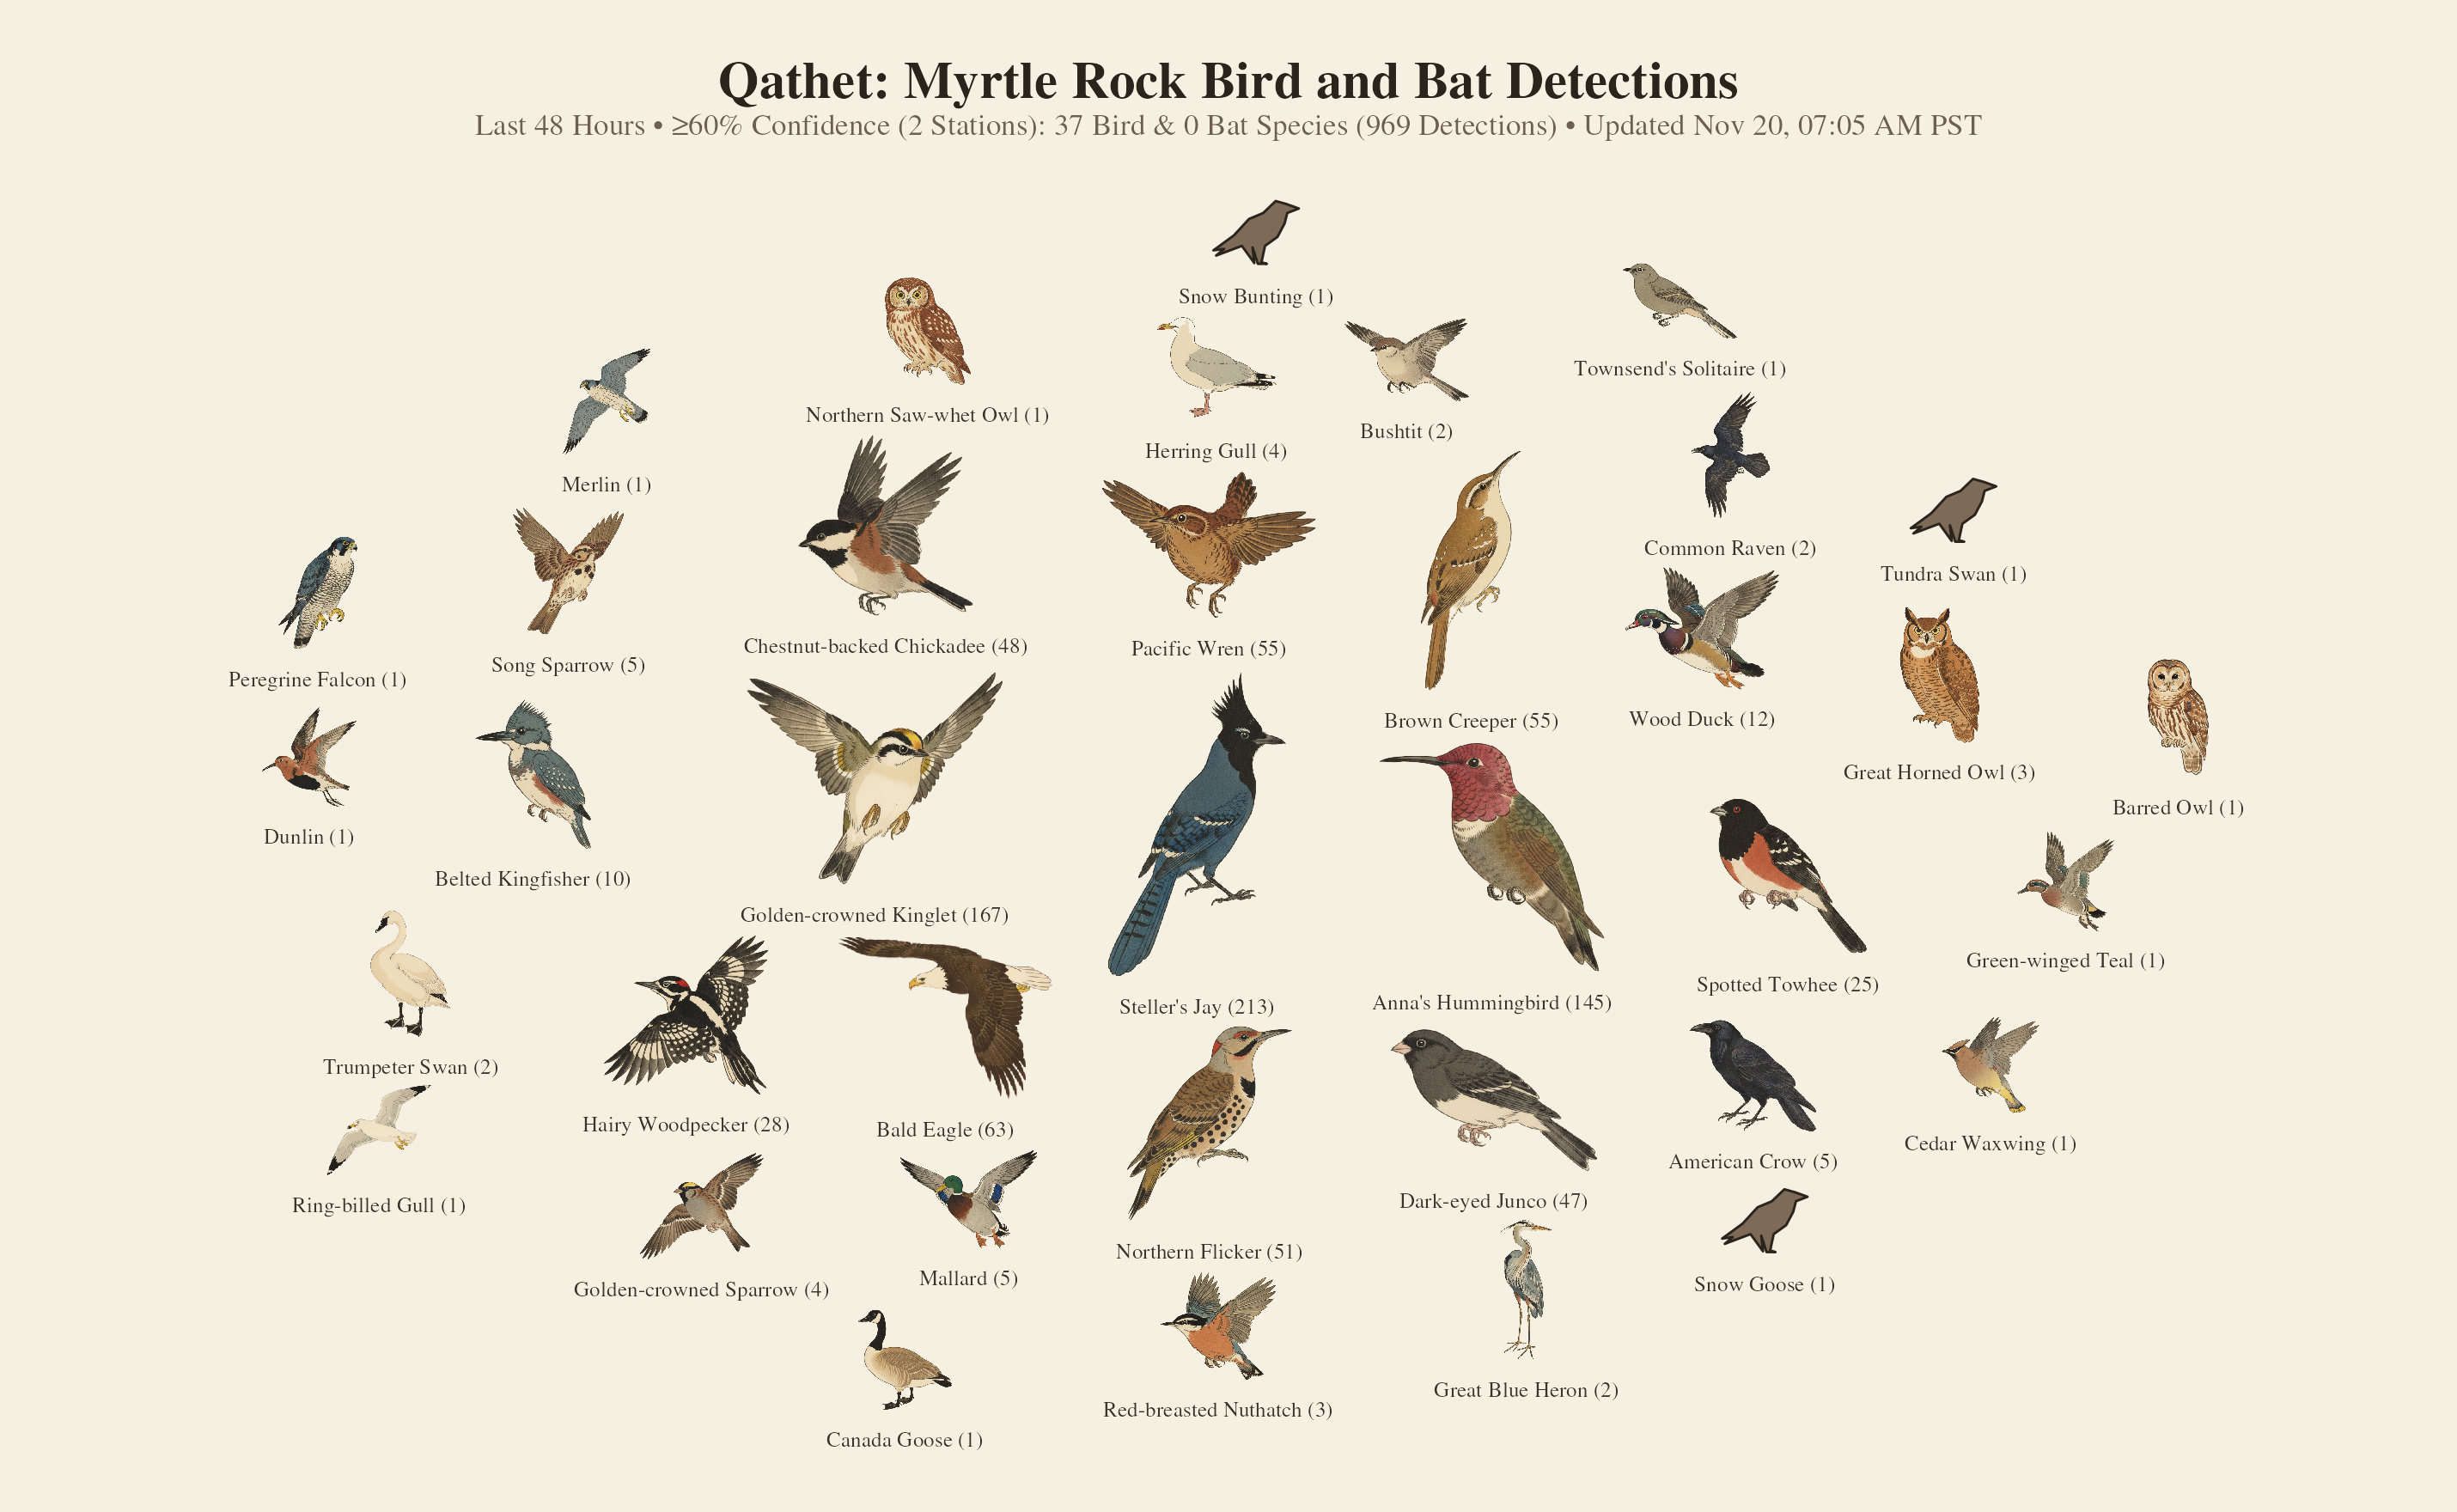 Qathet: Myrtle Rock Bird and Bat Detections
Last 48 Hours • ≥60% Confidence (2 Stations): 37 Bird & 0 Bat Species (969 Detections) • Updated Nov 20, 07:05 AM PST
Snow Bunting (1)
Townsend's Solitaire (1)
Northern Saw-whet Owl (1)
Bushtit (2)
Herring Gull (4)
Merlin (1)
Common Raven (2)
Tundra Swan (1)
Chestnut-backed Chickadee (48)
Pacific Wren (55)
Song Sparrow (5)
Peregrine Falcon (1)
Brown Creeper (55)
Wood Duck (12)
Great Horned Owl (3)
Barred Owl (1)
Dunlin (1)
Belted Kingfisher (10)
Golden-crowned Kinglet (167)
Green-winged Teal (1)
Spotted Towhee (25)
Anna's Hummingbird (145)
Steller's Jay (213)
Trumpeter Swan (2)
Hairy Woodpecker (28)
Bald Eagle (63)
Cedar Waxwing (1)
American Crow (5)
Dark-eyed Junco (47)
Ring-billed Gull (1)
Northern Flicker (51)
Mallard (5)
Snow Goose (1)
Golden-crowned Sparrow (4)
Great Blue Heron (2)
Red-breasted Nuthatch (3)
Canada Goose (1)